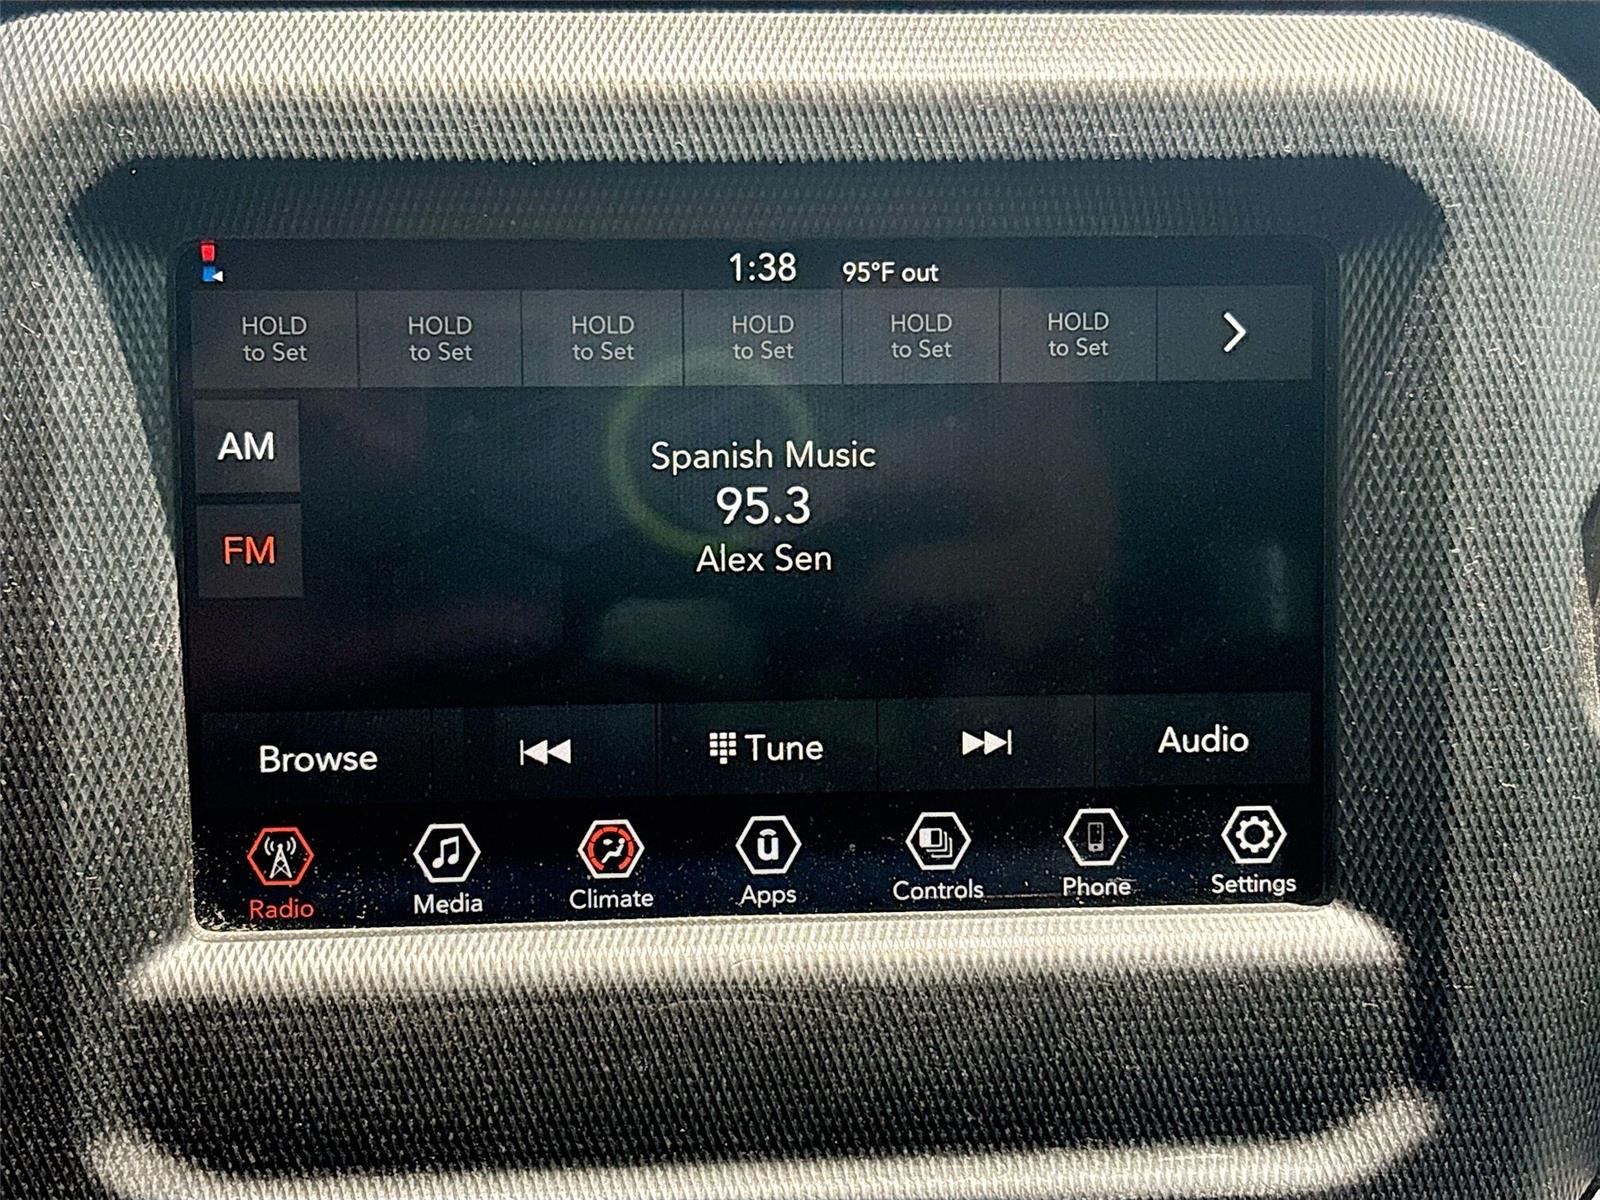 1:38 95°F out
HOLD HOLD HOLD HOLD HOLD HOLD
to Set to Set to Set to Set to Set to Set
AM
Spanish Music
95.3
FM
Alex Sen
Browse Tune Audio
Radio Media Climate Apps Controls Phone Settings